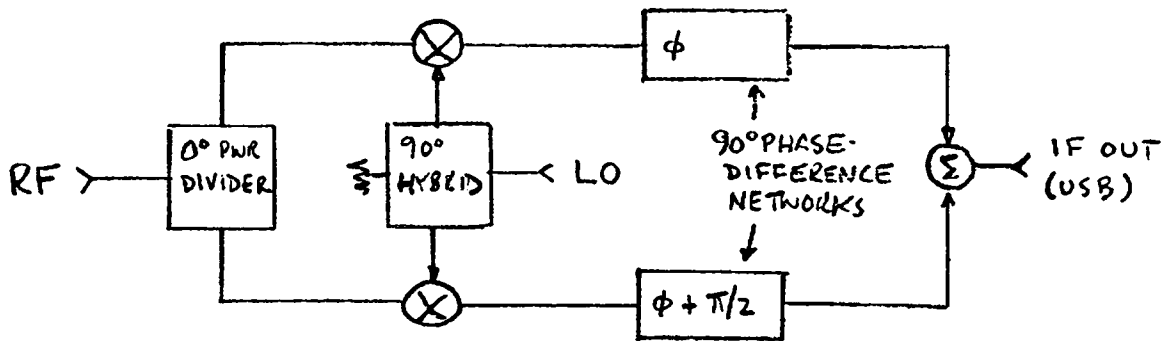 φ
0° PWR
DIVIDER
90°
HYBRID
RF
LO
90° PHASE-
DIFFERENCE
NETWORKS
Σ
IF OUT
(USB)
φ + π/2